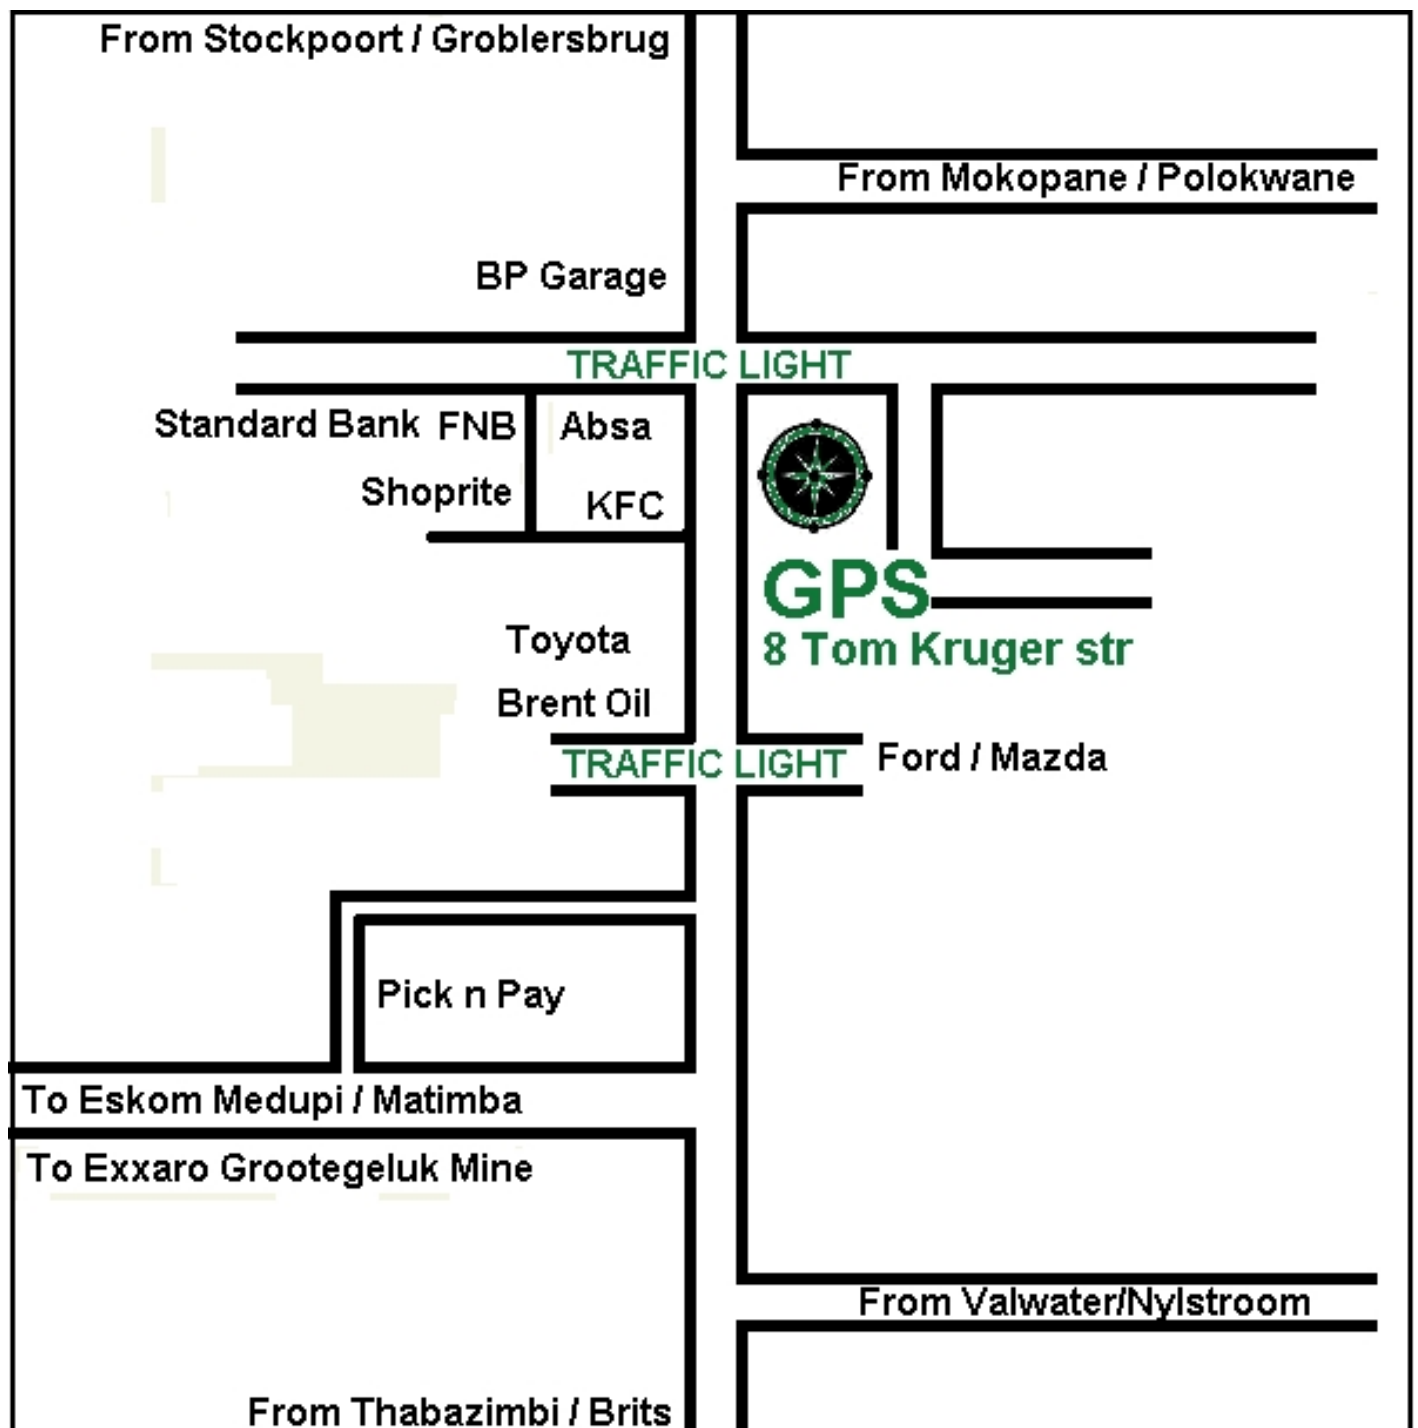 From Stockpoort / Groblersbrug
From Mokopane / Polokwane
BP Garage
TRAFFIC LIGHT
Standard Bank FNB Absa
Shoprite KFC
GPS
8 Tom Kruger str
Toyota
Brent Oil
TRAFFIC LIGHT Ford / Mazda
Pick n Pay
To Eskom Medupi / Matimba
To Exxaro Grootegeluk Mine
From Valwater/Nylstroom
From Thabazimbi / Brits